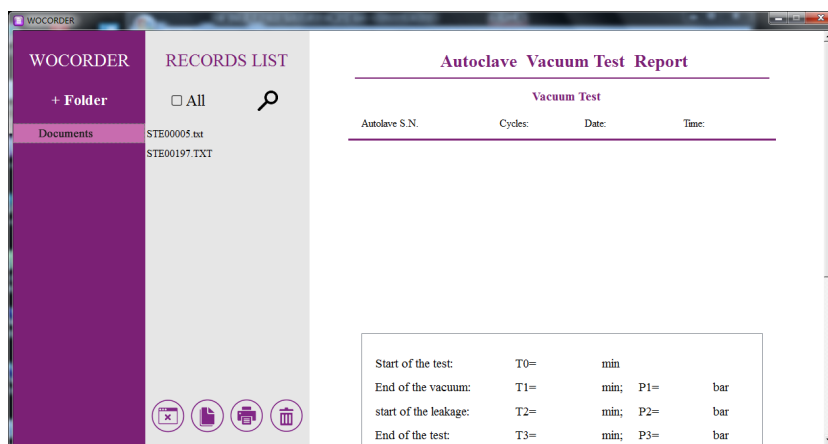 WOCORDER
WOCORDER
+ Folder
Documents
RECORDS LIST
All
STE00005.txt
STE00197.TXT
Autoclave Vacuum Test Report
Vacuum Test
Autolave S.N. Cycles: Date: Time:
Start of the test: T0= min
End of the vacuum: T1= min; P1= bar
start of the leakage: T2= min; P2= bar
End of the test: T3= min; P3= bar